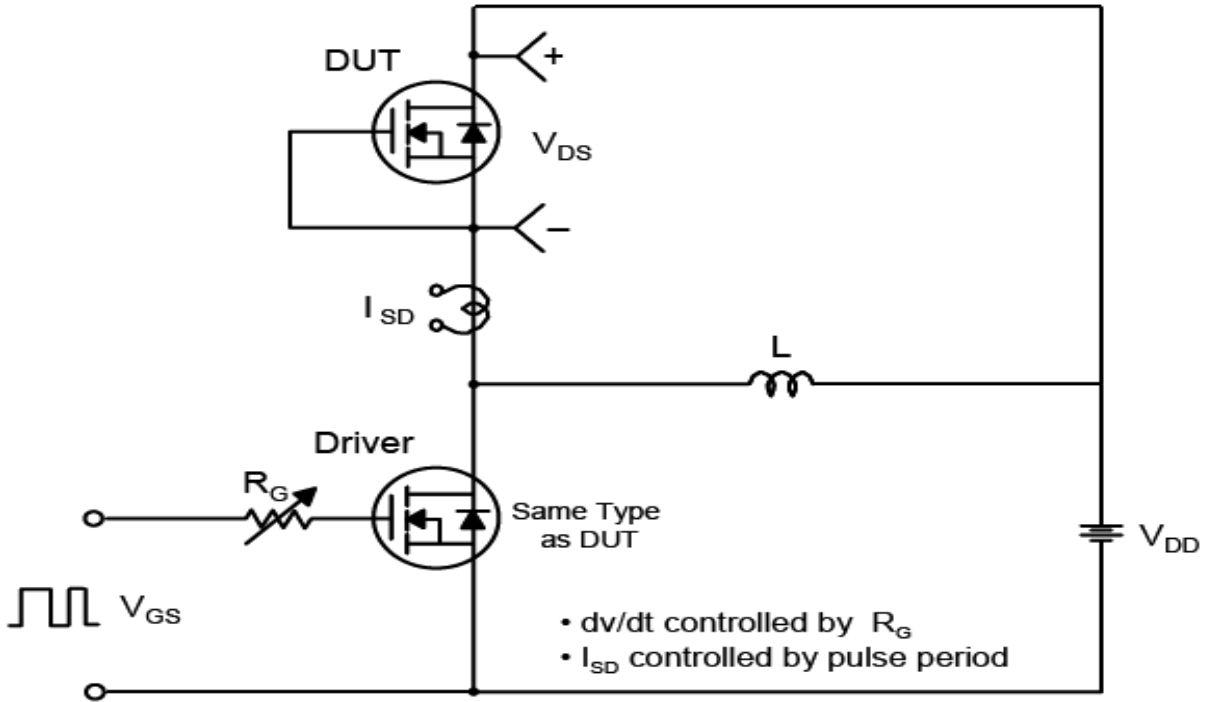 DUT
+
VDS
–
ISD
L
Driver
RG
Same Type
as DUT
VDD
VGS
• dv/dt controlled by RG
• ISD controlled by pulse period